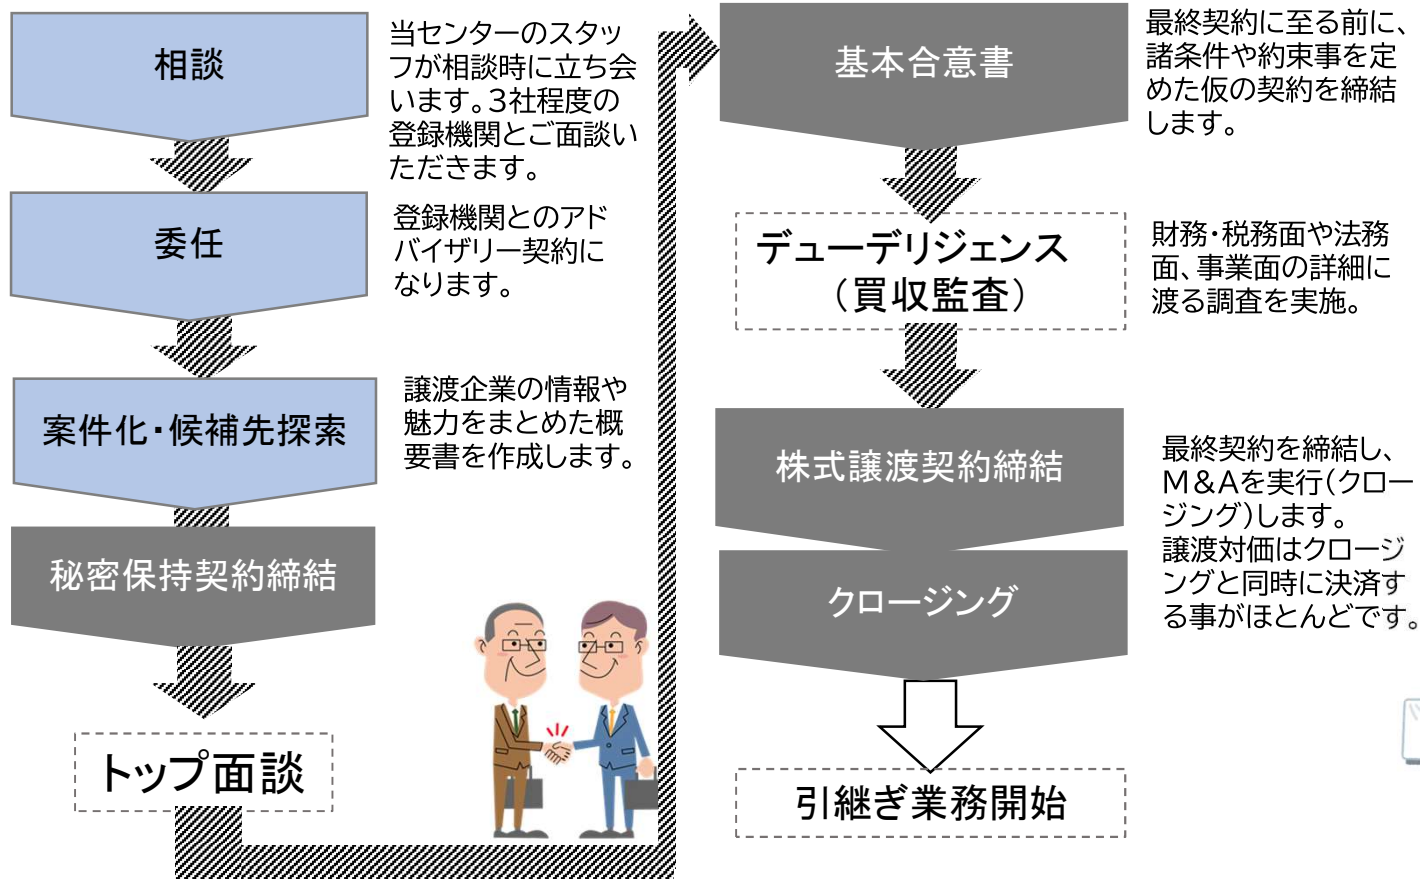 相談
当センターのスタッ
フが相談時に立ち会
います。3社程度の
登録機関とご面談い
ただきます。
委任
登録機関とのアド
バイザリー契約に
なります。
案件化・候補先探索
譲渡企業の情報や
魅力をまとめた概
要書を作成します。
秘密保持契約締結
トップ面談
基本合意書
最終契約に至る前に、
諸条件や約束事を定
めた仮の契約を締結
します。
デューデリジェンス
（買収監査）
財務・税務面や法務
面、事業面の詳細に
渡る調査を実施。
株式譲渡契約締結
最終契約を締結し、
M&Aを実行(クロー
ジング)します。
譲渡対価はクロージ
ングと同時に決済す
る事がほとんどです。
クロージング
引継ぎ業務開始